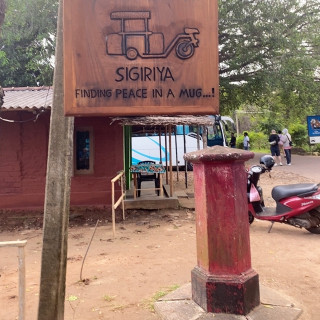 SIGIRIYA
FINDING PEACE IN A MUG...!